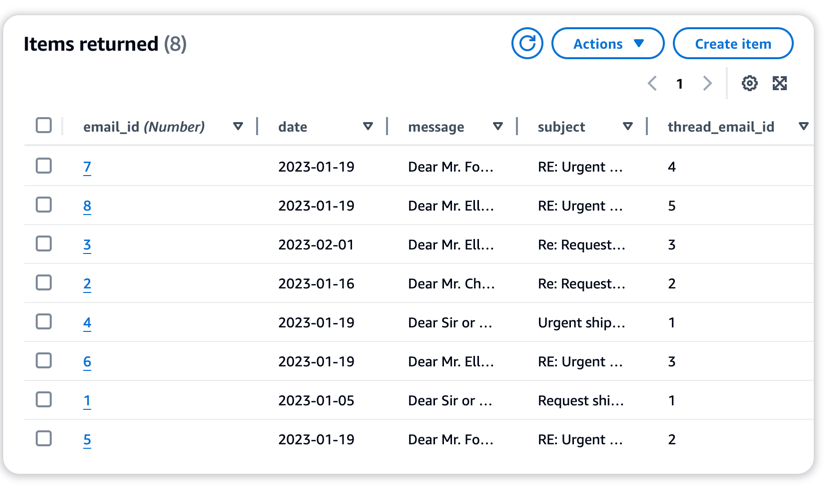 Items returned (8)
Actions
Create item
1
email_id (Number) date message subject thread_email_id
7 2023-01-19 Dear Mr. Fo... RE: Urgent ... 4
8 2023-01-19 Dear Mr. Ell... RE: Urgent ... 5
3 2023-02-01 Dear Mr. Ell... Re: Request... 3
2 2023-01-16 Dear Mr. Ch... Re: Request... 2
4 2023-01-19 Dear Sir or ... Urgent ship... 1
6 2023-01-19 Dear Mr. Ell... RE: Urgent ... 3
1 2023-01-05 Dear Sir or ... Request shi... 1
5 2023-01-19 Dear Mr. Fo... RE: Urgent ... 2